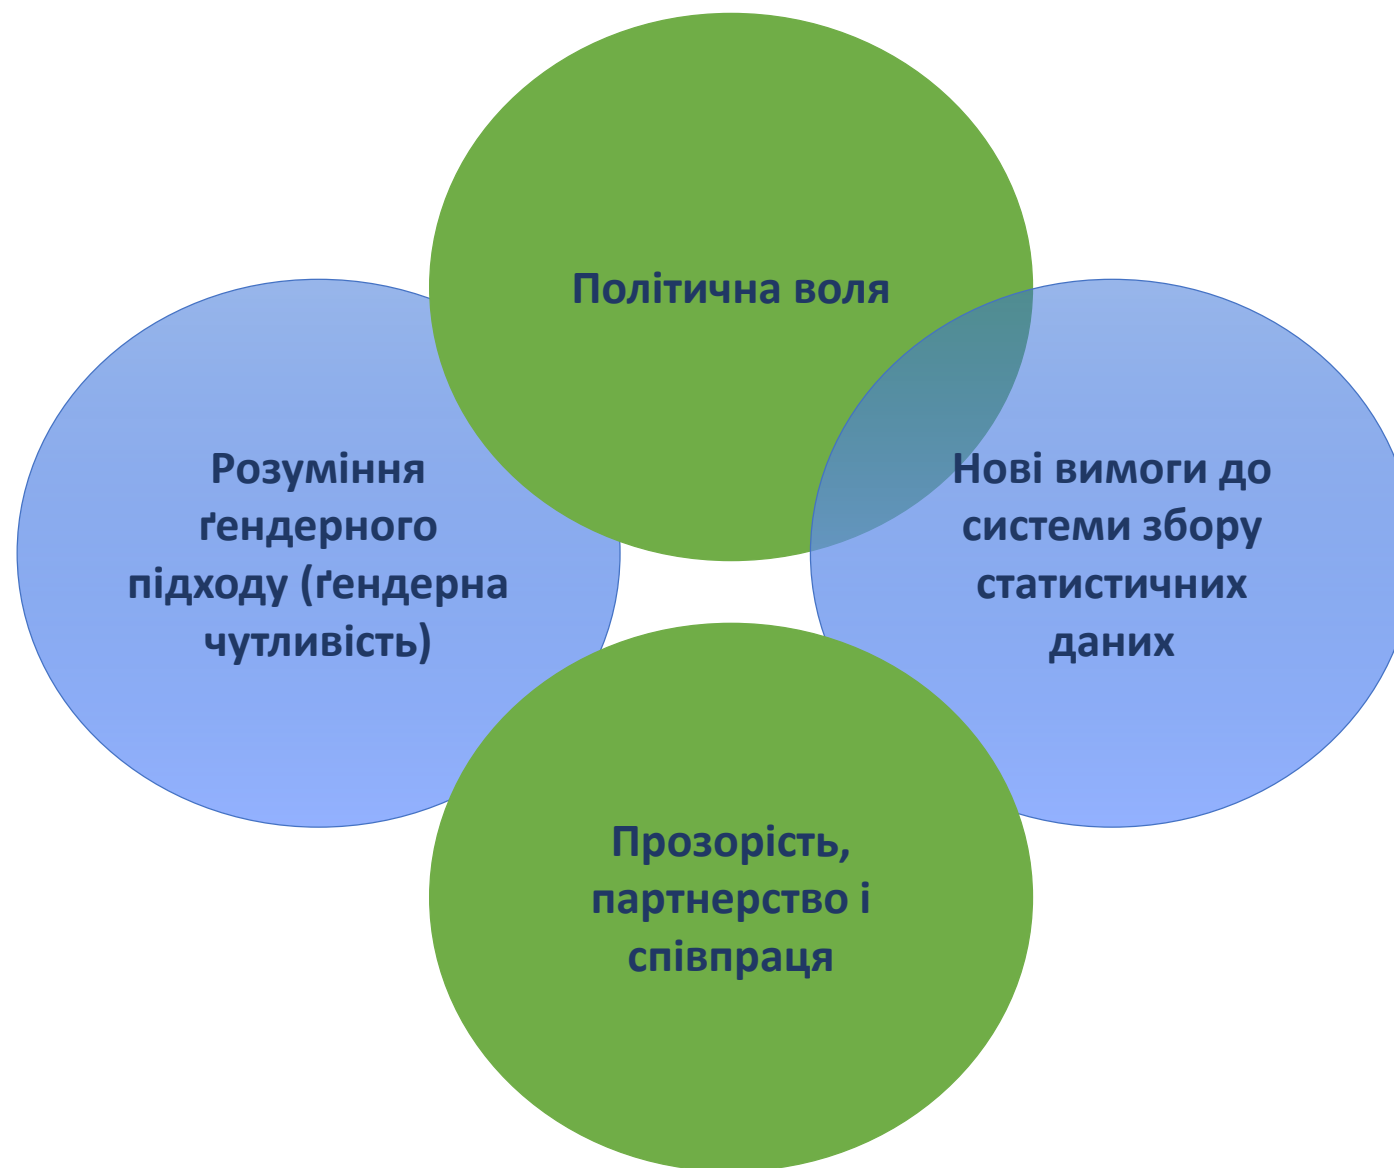 Політична воля
Розуміння
ґендерного
підходу (ґендерна
чутливість)
Нові вимоги до
системи збору
статистичних
даних
Прозорість,
партнерство і
співпраця